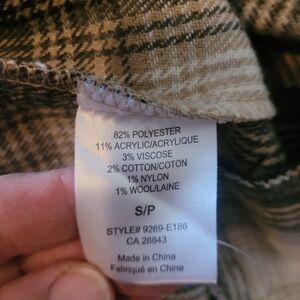 82% POLYESTER
11% ACRYLIC/ACRYLIQUE
3% VISCOSE
2% COTTON/COTON
1% NYLON
1% WOOL/LAINE
S/P
STYLE# 9269-E186
CA 28843
Made in China
Fabriqué en Chine